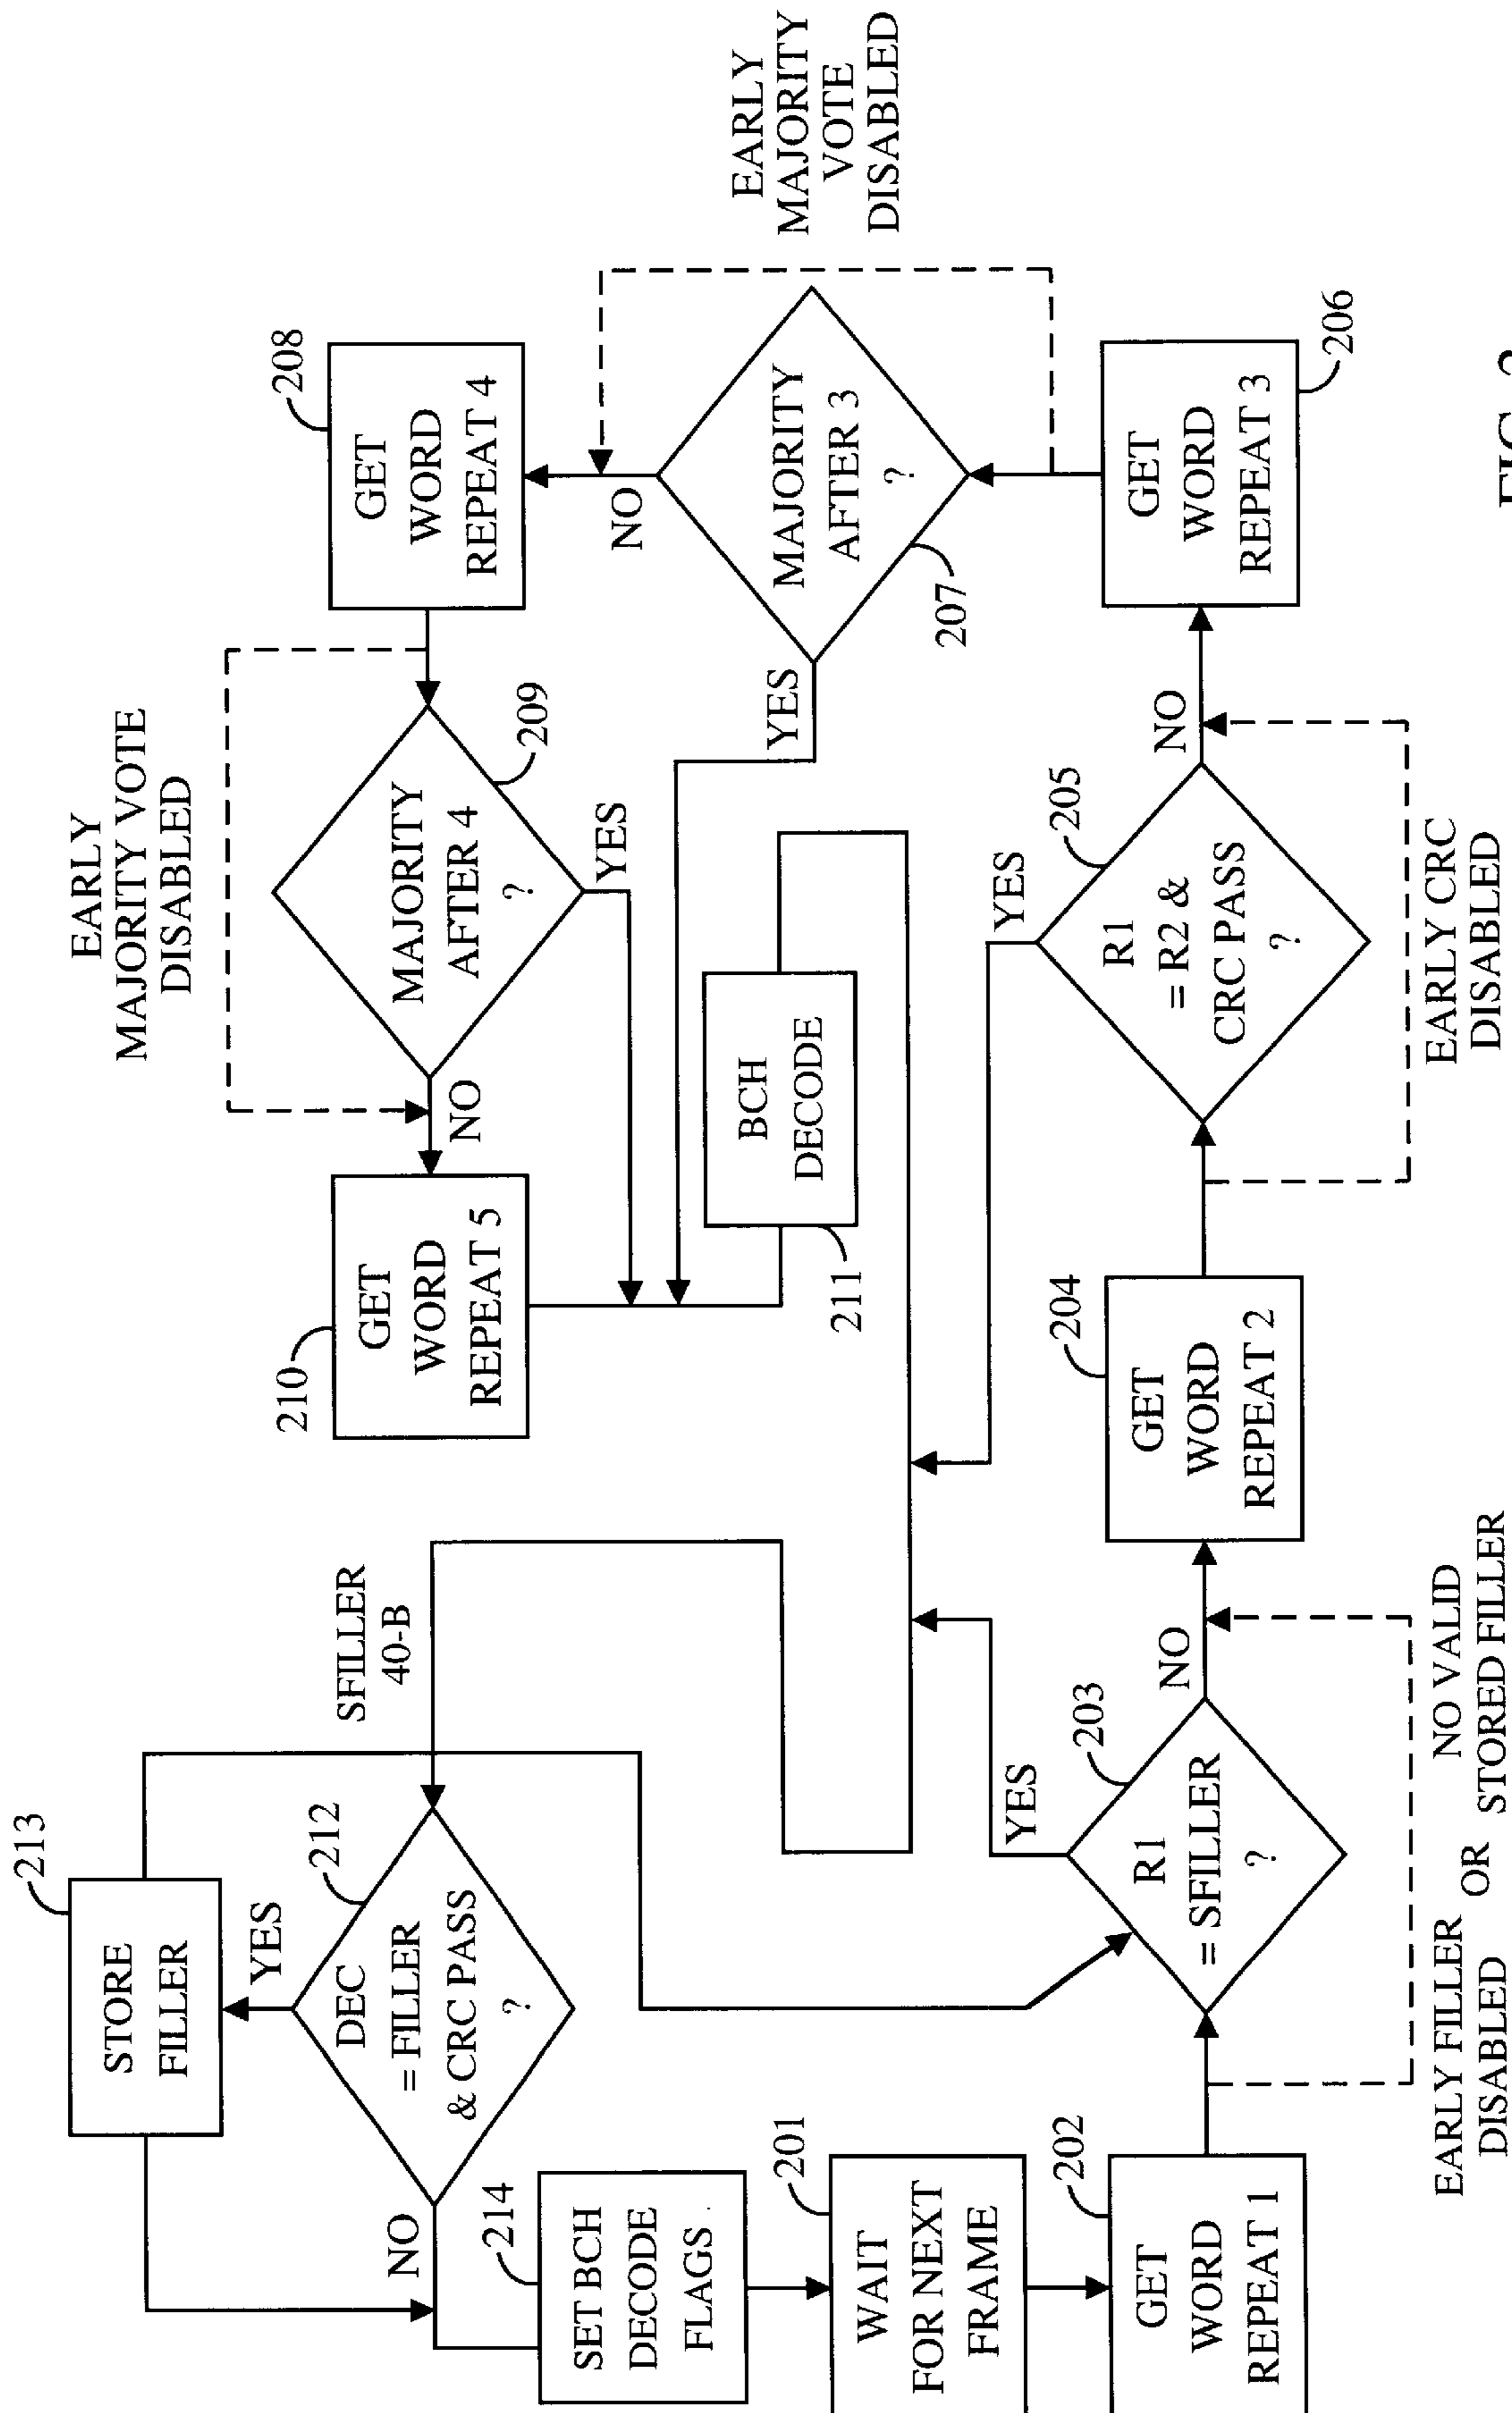 213
STORE
FILLER
YES
212
DEC
= FILLER
& CRC PASS
?
NO
214
SET BCH
DECODE
FLAGS
201
WAIT
FOR NEXT
FRAME
202
GET
WORD
REPEAT 1
SFILLER
40-B
203
R1
= SFILLER
?
YES
NO
EARLY FILLER
DISABLED
OR
NO VALID
STORED FILLER
204
GET
WORD
REPEAT 2
205
R1
= R2 &
CRC PASS
?
YES
NO
EARLY CRC
DISABLED
206
GET
WORD
REPEAT 3
207
MAJORITY
AFTER 3
?
YES
NO
EARLY
MAJORITY
VOTE
DISABLED
208
GET
WORD
REPEAT 4
209
MAJORITY
AFTER 4
?
YES
NO
EARLY
MAJORITY VOTE
DISABLED
210
GET
WORD
REPEAT 5
211
BCH
DECODE
FIG.